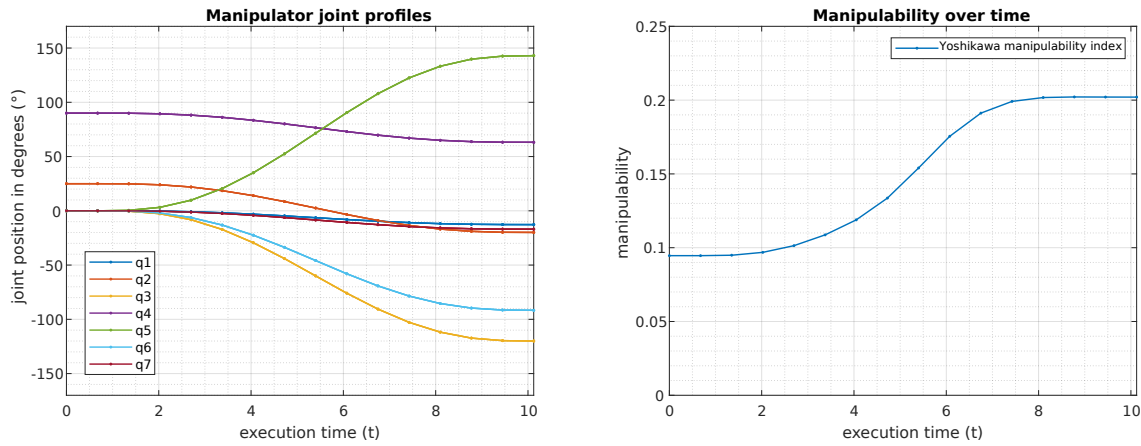 Manipulator joint profiles
150
100
50
0
-50
-100
-150
joint position in degrees (°)
q1
q2
q3
q4
q5
q6
q7
0
2
4
6
8
10
execution time (t)
Manipulability over time
0.25
0.2
0.15
0.1
0.05
0
manipulability
Yoshikawa manipulability index
0
2
4
6
8
10
execution time (t)